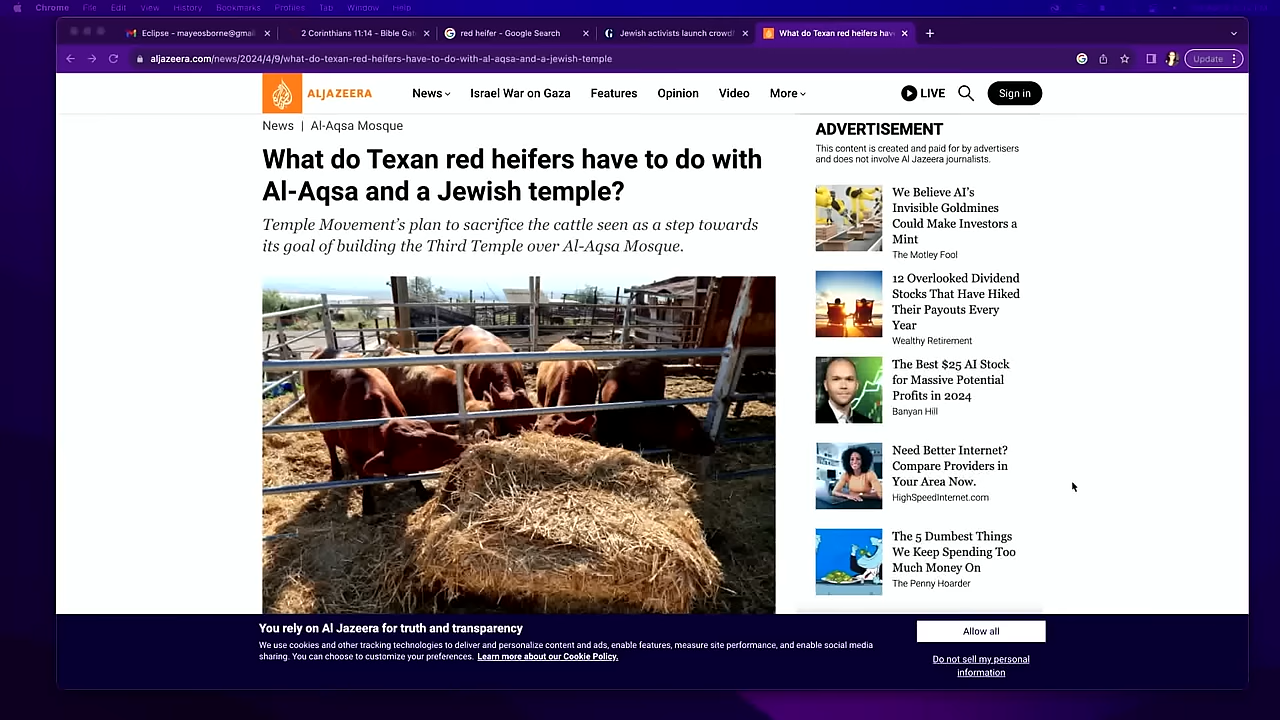 Chrome File Edit View History Bookmarks Profiles Tab Window Help
Eclipse - mayeosborne@gmai
2 Corinthians 11:14 - Bible Gat
red heifer - Google Search
Jewish activists launch crowdf
What do Texan red heifers hav
aljazeera.com/news/2024/4/9/what-do-texan-red-heifers-have-to-do-with-al-aqsa-and-a-jewish-temple
Update
ALJAZEERA
News
Israel War on Gaza
Features
Opinion
Video
More
LIVE
Sign in
News | Al-Aqsa Mosque
What do Texan red heifers have to do with
Al-Aqsa and a Jewish temple?
Temple Movement's plan to sacrifice the cattle seen as a step towards
its goal of building the Third Temple over Al-Aqsa Mosque.
ADVERTISEMENT
This content is created and paid for by advertisers
and does not involve Al Jazeera journalists.
We Believe AI's
Invisible Goldmines
Could Make Investors a
Mint
The Motley Fool
12 Overlooked Dividend
Stocks That Have Hiked
Their Payouts Every
Year
Wealthy Retirement
The Best $25 AI Stock
for Massive Potential
Profits in 2024
Banyan Hill
Need Better Internet?
Compare Providers in
Your Area Now.
HighSpeedInternet.com
The 5 Dumbest Things
We Keep Spending Too
Much Money On
The Penny Hoarder
You rely on Al Jazeera for truth and transparency
We use cookies and other tracking technologies to deliver and personalize content and ads, enable features, measure site performance, and enable social media
sharing. You can choose to customize your preferences. Learn more about our Cookie Policy.
Allow all
Do not sell my personal
information